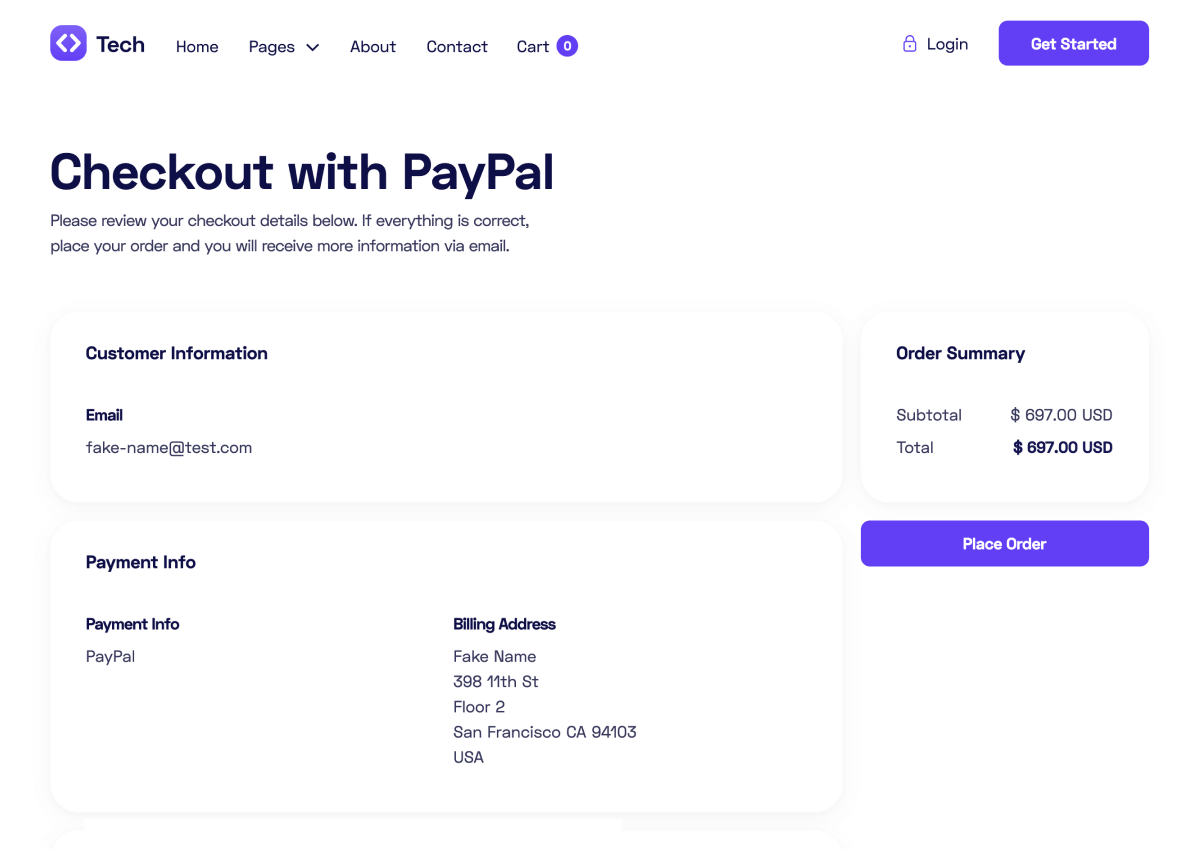 Tech
Home
Pages
About
Contact
Cart 0
Login
Get Started
Checkout with PayPal
Please review your checkout details below. If everything is correct,
place your order and you will receive more information via email.
Customer Information
Email
fake-name@test.com
Order Summary
Subtotal $ 697.00 USD
Total $ 697.00 USD
Place Order
Payment Info
Payment Info
PayPal
Billing Address
Fake Name
398 11th St
Floor 2
San Francisco CA 94103
USA